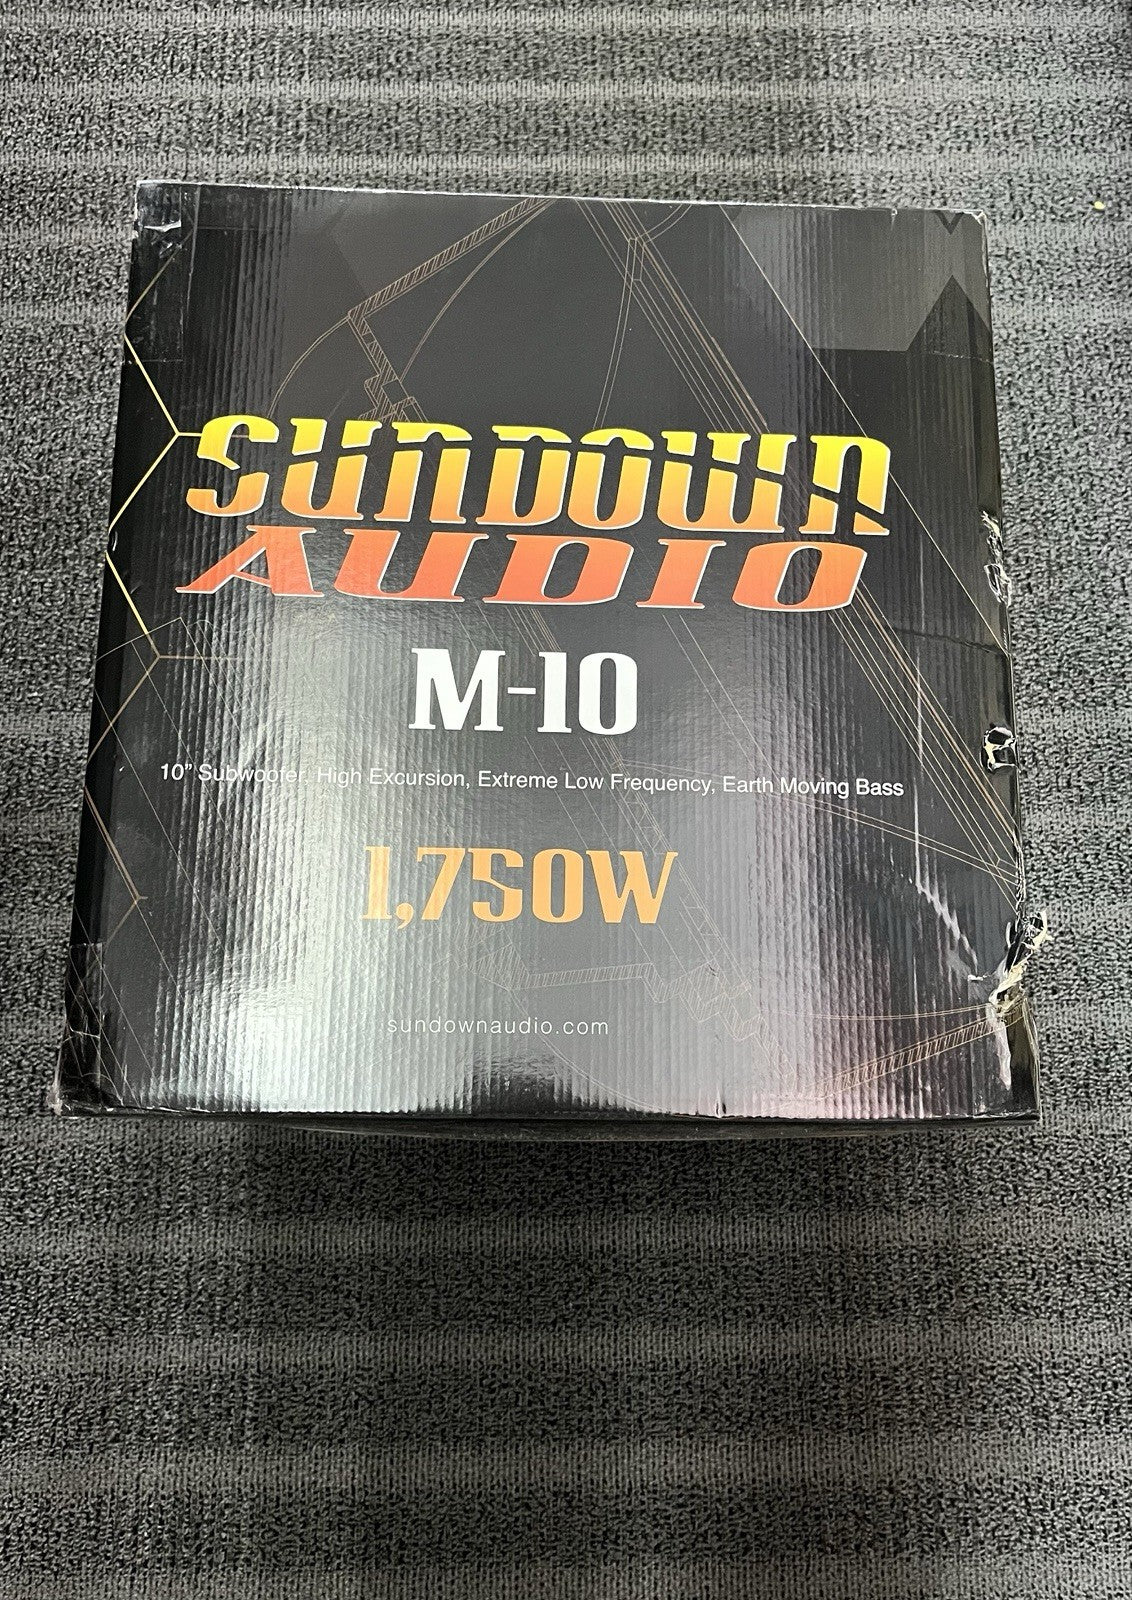 SUNDOWN
AUDIO
M-10
10" Subwoofer, High Excursion, Extreme Low Frequency, Earth Moving Bass
1,750W
sundownaudio.com